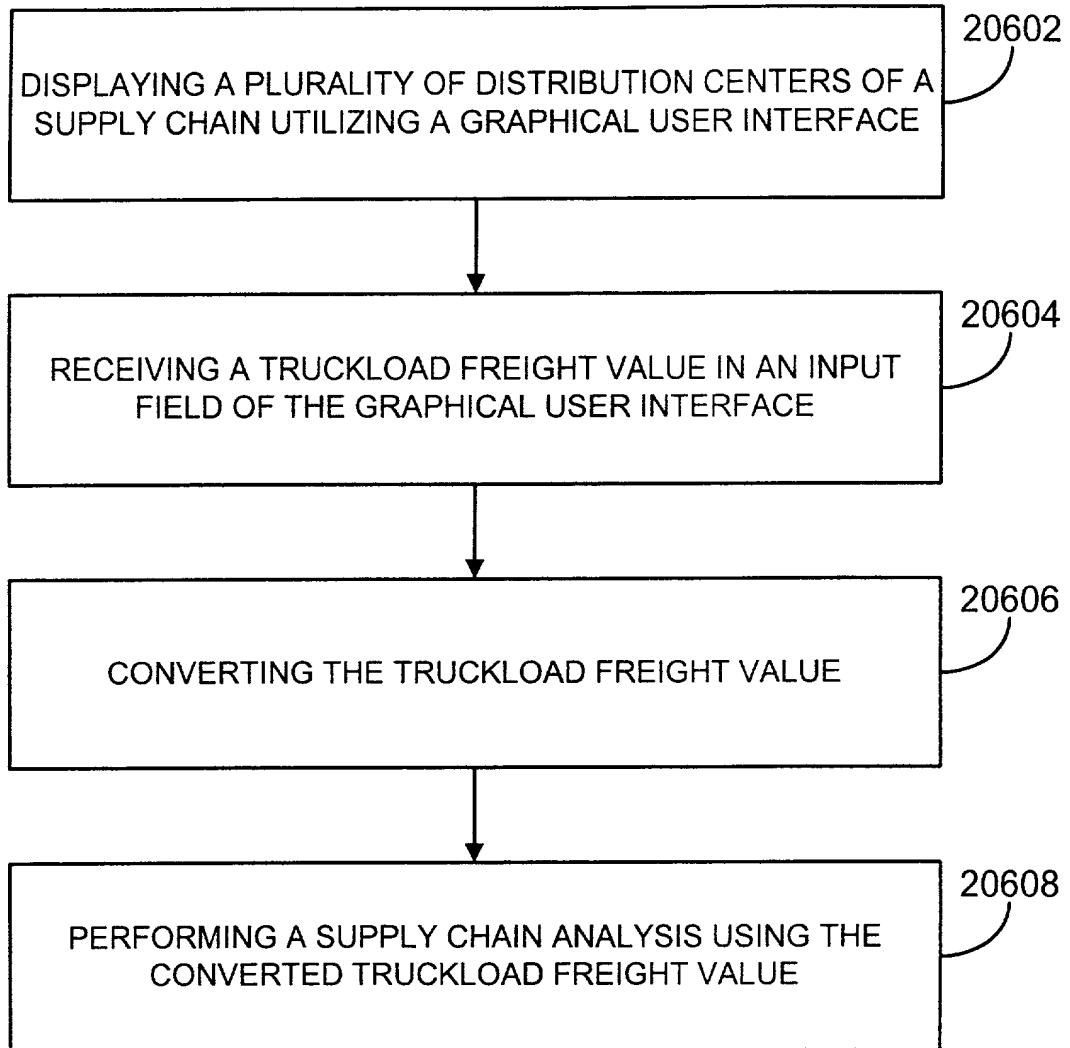 20602
DISPLAYING A PLURALITY OF DISTRIBUTION CENTERS OF A
SUPPLY CHAIN UTILIZING A GRAPHICAL USER INTERFACE
20604
RECEIVING A TRUCKLOAD FREIGHT VALUE IN AN INPUT
FIELD OF THE GRAPHICAL USER INTERFACE
20606
CONVERTING THE TRUCKLOAD FREIGHT VALUE
20608
PERFORMING A SUPPLY CHAIN ANALYSIS USING THE
CONVERTED TRUCKLOAD FREIGHT VALUE